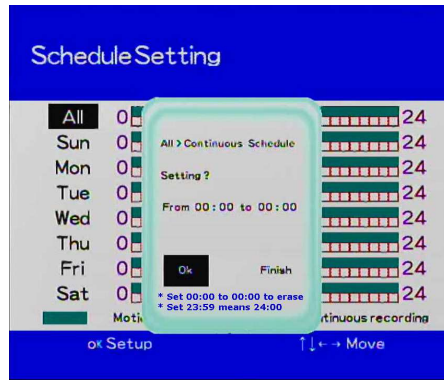 Schedule Setting
All 0 24
Sun 0 24
Mon 0 24
Tue 0 24
Wed 0 24
Thu 0 24
Fri 0 24
Sat 0 24
All > Continuous Schedule
Setting ?
From 00 : 00 to 00 : 00
Ok Finish
* Set 00:00 to 00:00 to erase
* Set 23:59 means 24:00
recording
oK Setup ↑↓←→ Move